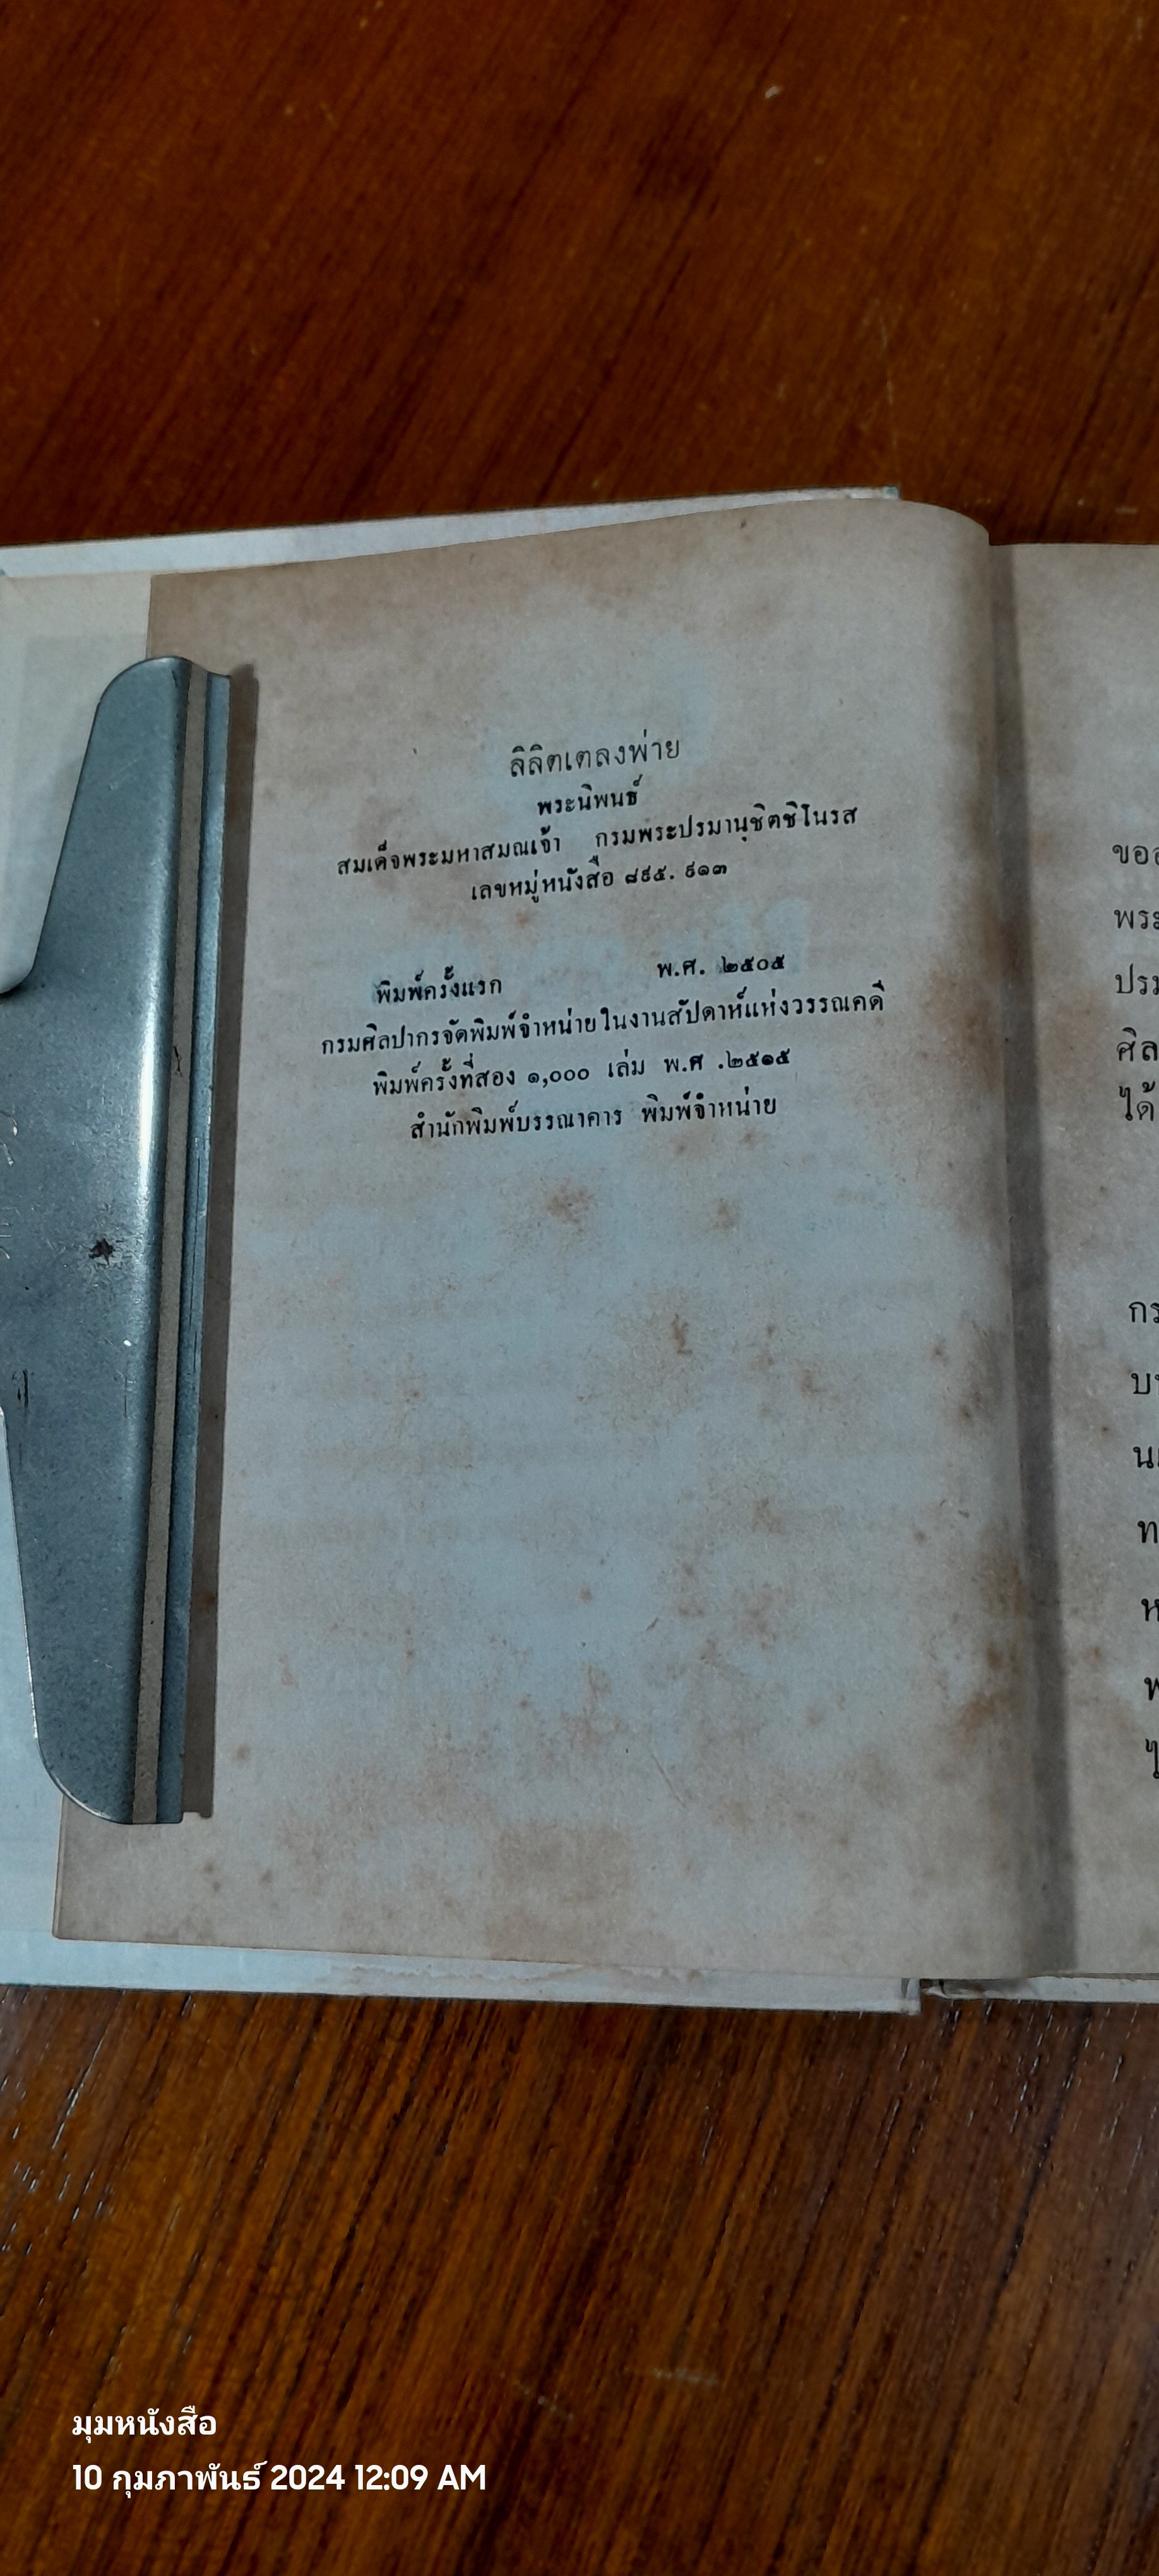 ลิลิตเตลงพ่าย
พระนิพนธ์
สมเด็จพระมหาสมณเจ้า กรมพระปรมานุชิตชิโนรส
เลขหมู่หนังสือ ๘๙๕. ๙๑๓
พิมพ์ครั้งแรก พ.ศ. ๒๕๐๕
กรมศิลปากรจัดพิมพ์จำหน่ายในงานสัปดาห์แห่งวรรณคดี
พิมพ์ครั้งที่สอง ๑,๐๐๐ เล่ม พ.ศ .๒๕๑๕
สำนักพิมพ์บรรณาคาร พิมพ์จำหน่าย
พระ
ศิล
ได้
มุมหนังสือ
10 กุมภาพันธ์ 2024 12:09 AM